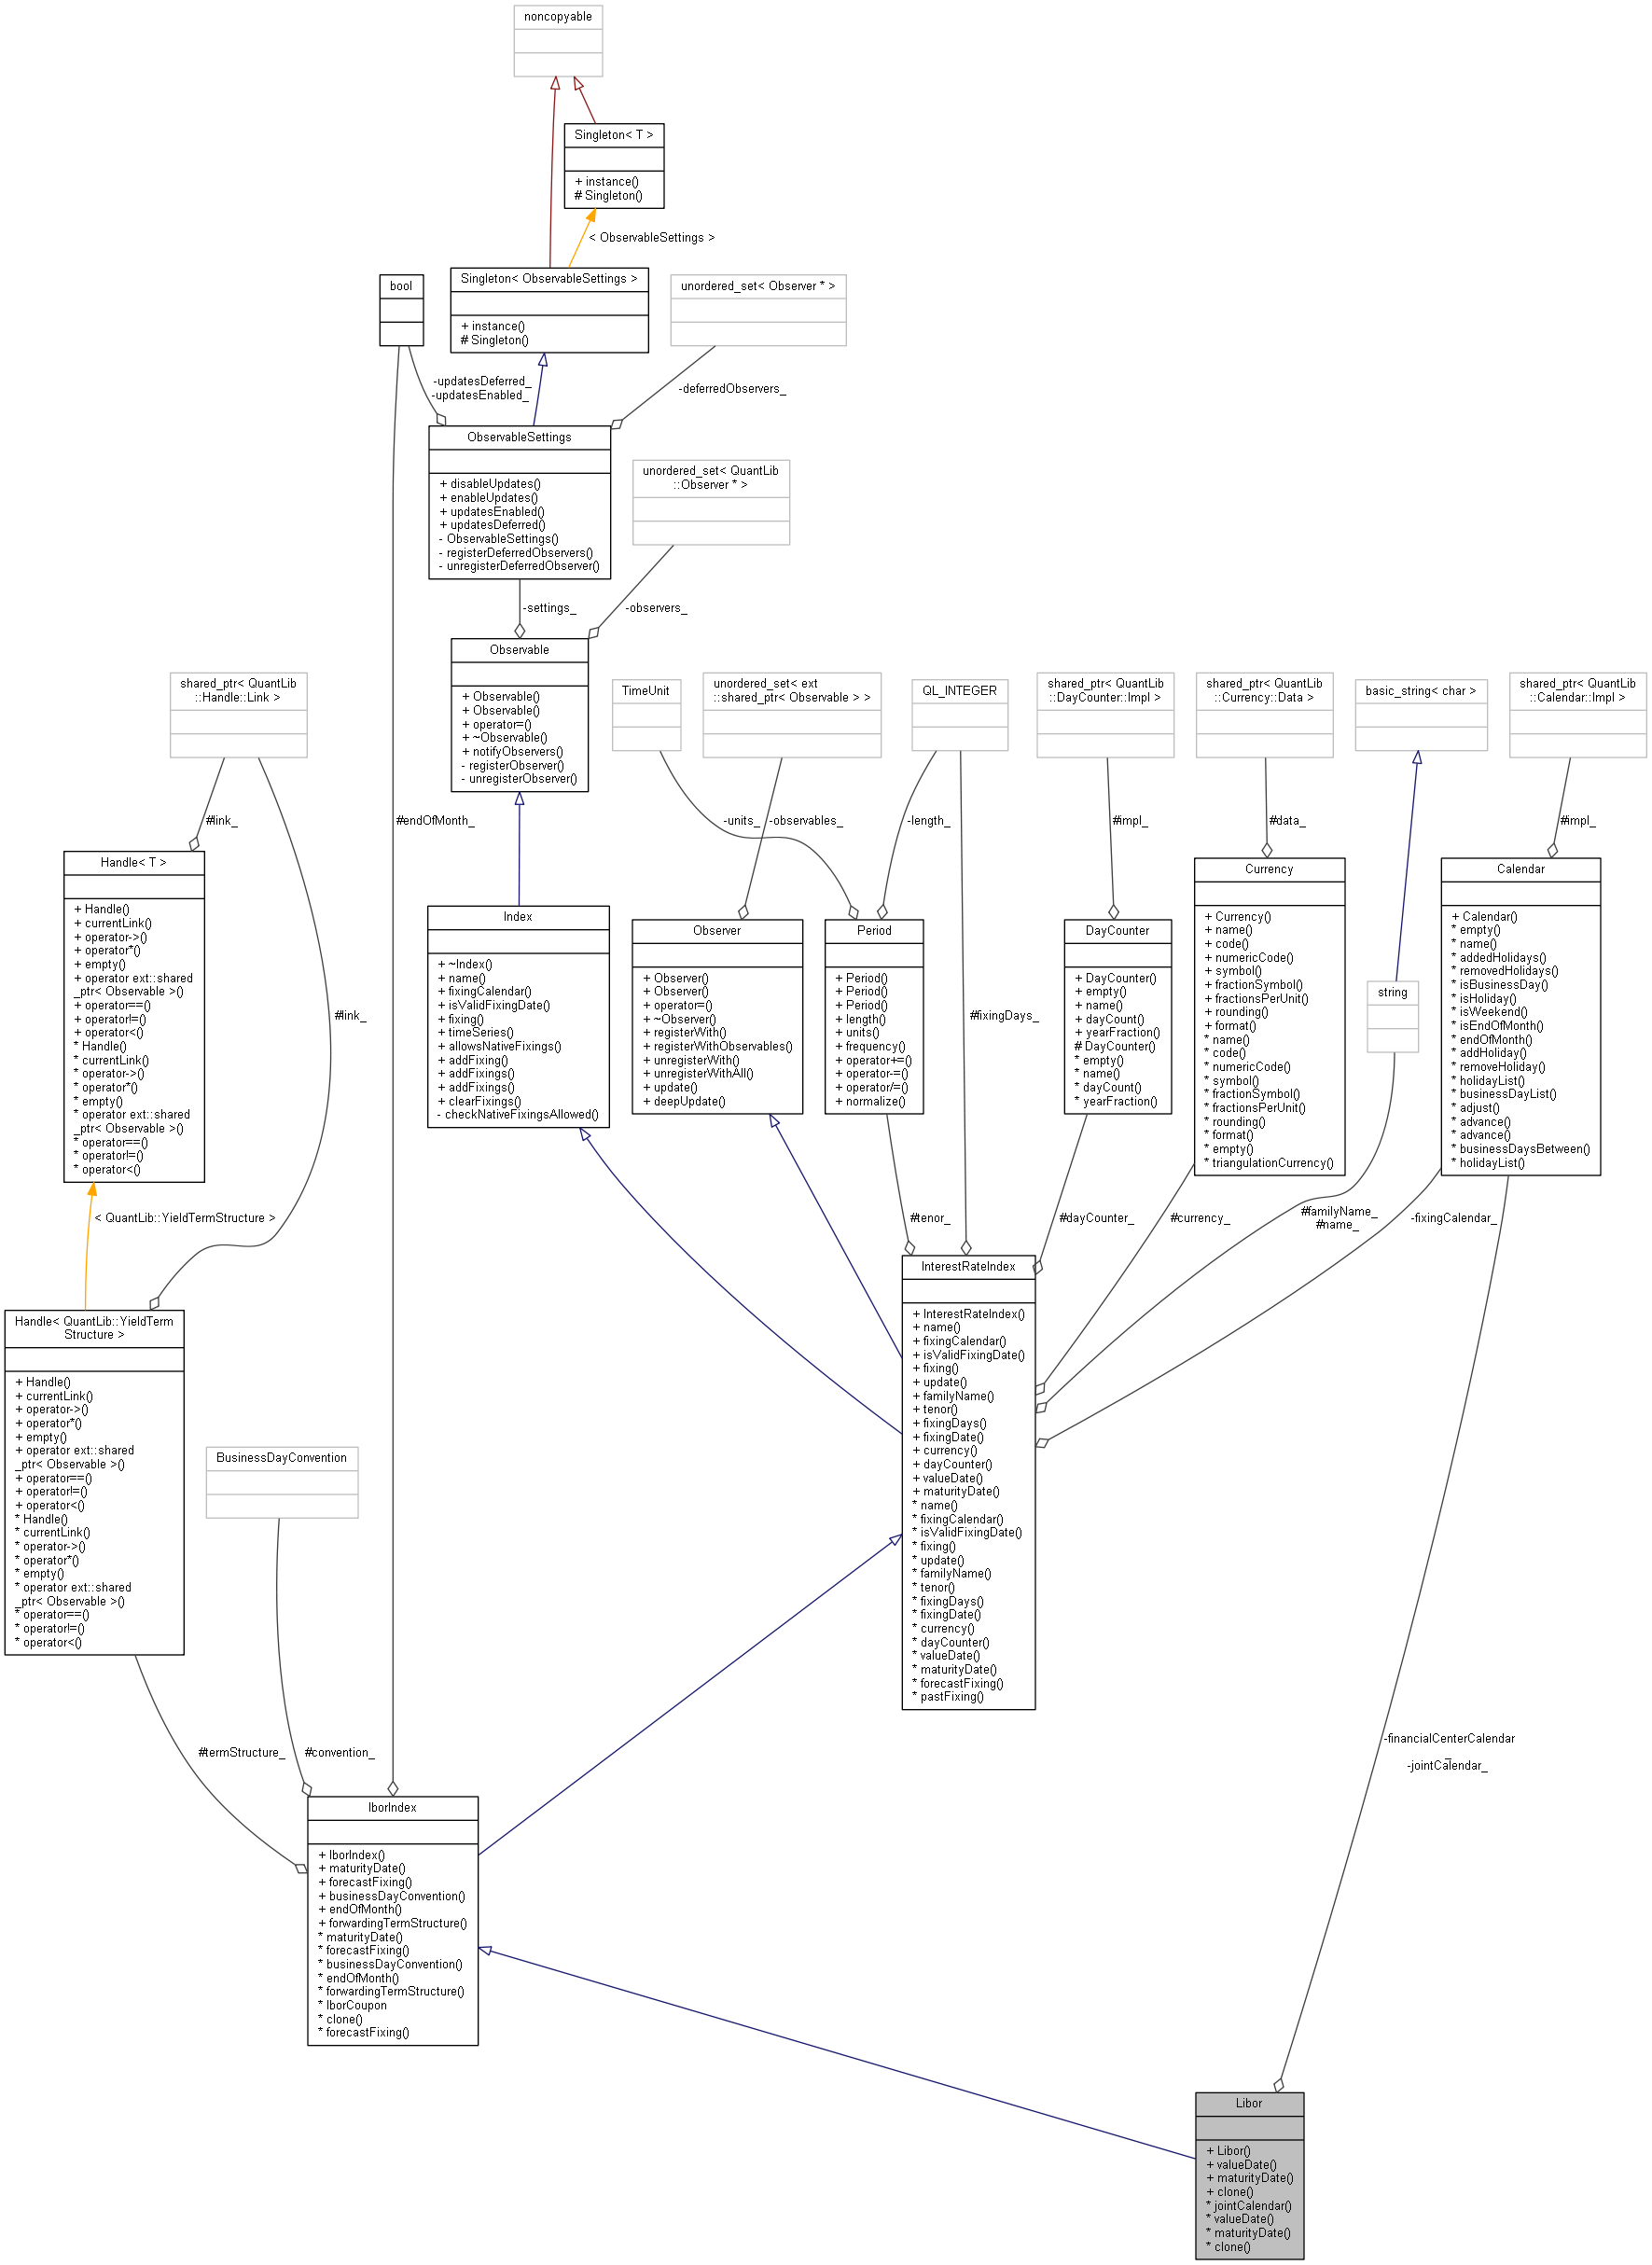 noncopyable
Singleton< T >
+ instance()
# Singleton()
< ObservableSettings >
bool
Singleton< ObservableSettings >
+ instance()
# Singleton()
unordered_set< Observer * >
-updatesDeferred_
-updatesEnabled_
-deferredObservers_
ObservableSettings
+ disableUpdates()
+ enableUpdates()
+ updatesEnabled()
+ updatesDeferred()
- ObservableSettings()
- registerDeferredObservers()
- unregisterDeferredObserver()
unordered_set< QuantLib
::Observer * >
-settings_
-observers_
Observable
+ Observable()
+ Observable()
+ operator=()
+ ~Observable()
+ notifyObservers()
- registerObserver()
- unregisterObserver()
shared_ptr< QuantLib
::Handle::Link >
TimeUnit
unordered_set< ext
::shared_ptr< Observable > >
QL_INTEGER
shared_ptr< QuantLib
::DayCounter::Impl >
shared_ptr< QuantLib
::Currency::Data >
basic_string< char >
shared_ptr< QuantLib
::Calendar::Impl >
#link_
#endOfMonth_
-units_
-observables_
-length_
#impl_
#data_
#impl_
Handle< T >
+ Handle()
+ currentLink()
+ operator->()
+ operator*()
+ empty()
+ operator ext::shared
_ptr< Observable >()
+ operator==()
+ operator!=()
+ operator<()
* Handle()
* currentLink()
* operator->()
* operator*()
* empty()
* operator ext::shared
_ptr< Observable >()
* operator==()
* operator!=()
* operator<()
#link_
Index
+ ~Index()
+ name()
+ fixingCalendar()
+ isValidFixingDate()
+ fixing()
+ timeSeries()
+ allowsNativeFixings()
+ addFixing()
+ addFixings()
+ addFixings()
+ clearFixings()
- checkNativeFixingsAllowed()
Observer
+ Observer()
+ Observer()
+ operator=()
+ ~Observer()
+ registerWith()
+ registerWithObservables()
+ unregisterWith()
+ unregisterWithAll()
+ update()
+ deepUpdate()
Period
+ Period()
+ Period()
+ Period()
+ length()
+ units()
+ frequency()
+ operator+=()
+ operator-=()
+ operator/=()
+ normalize()
#fixingDays_
DayCounter
+ DayCounter()
+ empty()
+ name()
+ dayCount()
+ yearFraction()
# DayCounter()
* empty()
* name()
* dayCount()
* yearFraction()
Currency
+ Currency()
+ name()
+ code()
+ numericCode()
+ symbol()
+ fractionSymbol()
+ fractionsPerUnit()
+ rounding()
+ format()
* name()
* code()
* numericCode()
* symbol()
* fractionSymbol()
* fractionsPerUnit()
* rounding()
* format()
* empty()
* triangulationCurrency()
string
Calendar
+ Calendar()
* empty()
* name()
* addedHolidays()
* removedHolidays()
* isBusinessDay()
* isHoliday()
* isWeekend()
* isEndOfMonth()
* endOfMonth()
* addHoliday()
* removeHoliday()
* holidayList()
* businessDayList()
* adjust()
* advance()
* advance()
* businessDaysBetween()
* holidayList()
< QuantLib::YieldTermStructure >
#tenor_
#dayCounter_
#currency_
#familyName_
#name_
-fixingCalendar_
Handle< QuantLib::YieldTerm
Structure >
+ Handle()
+ currentLink()
+ operator->()
+ operator*()
+ empty()
+ operator ext::shared
_ptr< Observable >()
+ operator==()
+ operator!=()
+ operator<()
* Handle()
* currentLink()
* operator->()
* operator*()
* empty()
* operator ext::shared
_ptr< Observable >()
* operator==()
* operator!=()
* operator<()
BusinessDayConvention
InterestRateIndex
+ InterestRateIndex()
+ name()
+ fixingCalendar()
+ isValidFixingDate()
+ fixing()
+ update()
+ familyName()
+ tenor()
+ fixingDays()
+ fixingDate()
+ currency()
+ dayCounter()
+ valueDate()
+ maturityDate()
* name()
* fixingCalendar()
* isValidFixingDate()
* fixing()
* update()
* familyName()
* tenor()
* fixingDays()
* fixingDate()
* currency()
* dayCounter()
* valueDate()
* maturityDate()
* forecastFixing()
* pastFixing()
#termStructure_
#convention_
-financialCenterCalendar
_
-jointCalendar_
IborIndex
+ IborIndex()
+ maturityDate()
+ forecastFixing()
+ businessDayConvention()
+ endOfMonth()
+ forwardingTermStructure()
* maturityDate()
* forecastFixing()
* businessDayConvention()
* endOfMonth()
* forwardingTermStructure()
* IborCoupon
* clone()
* forecastFixing()
Libor
+ Libor()
+ valueDate()
+ maturityDate()
+ clone()
* jointCalendar()
* valueDate()
* maturityDate()
* clone()